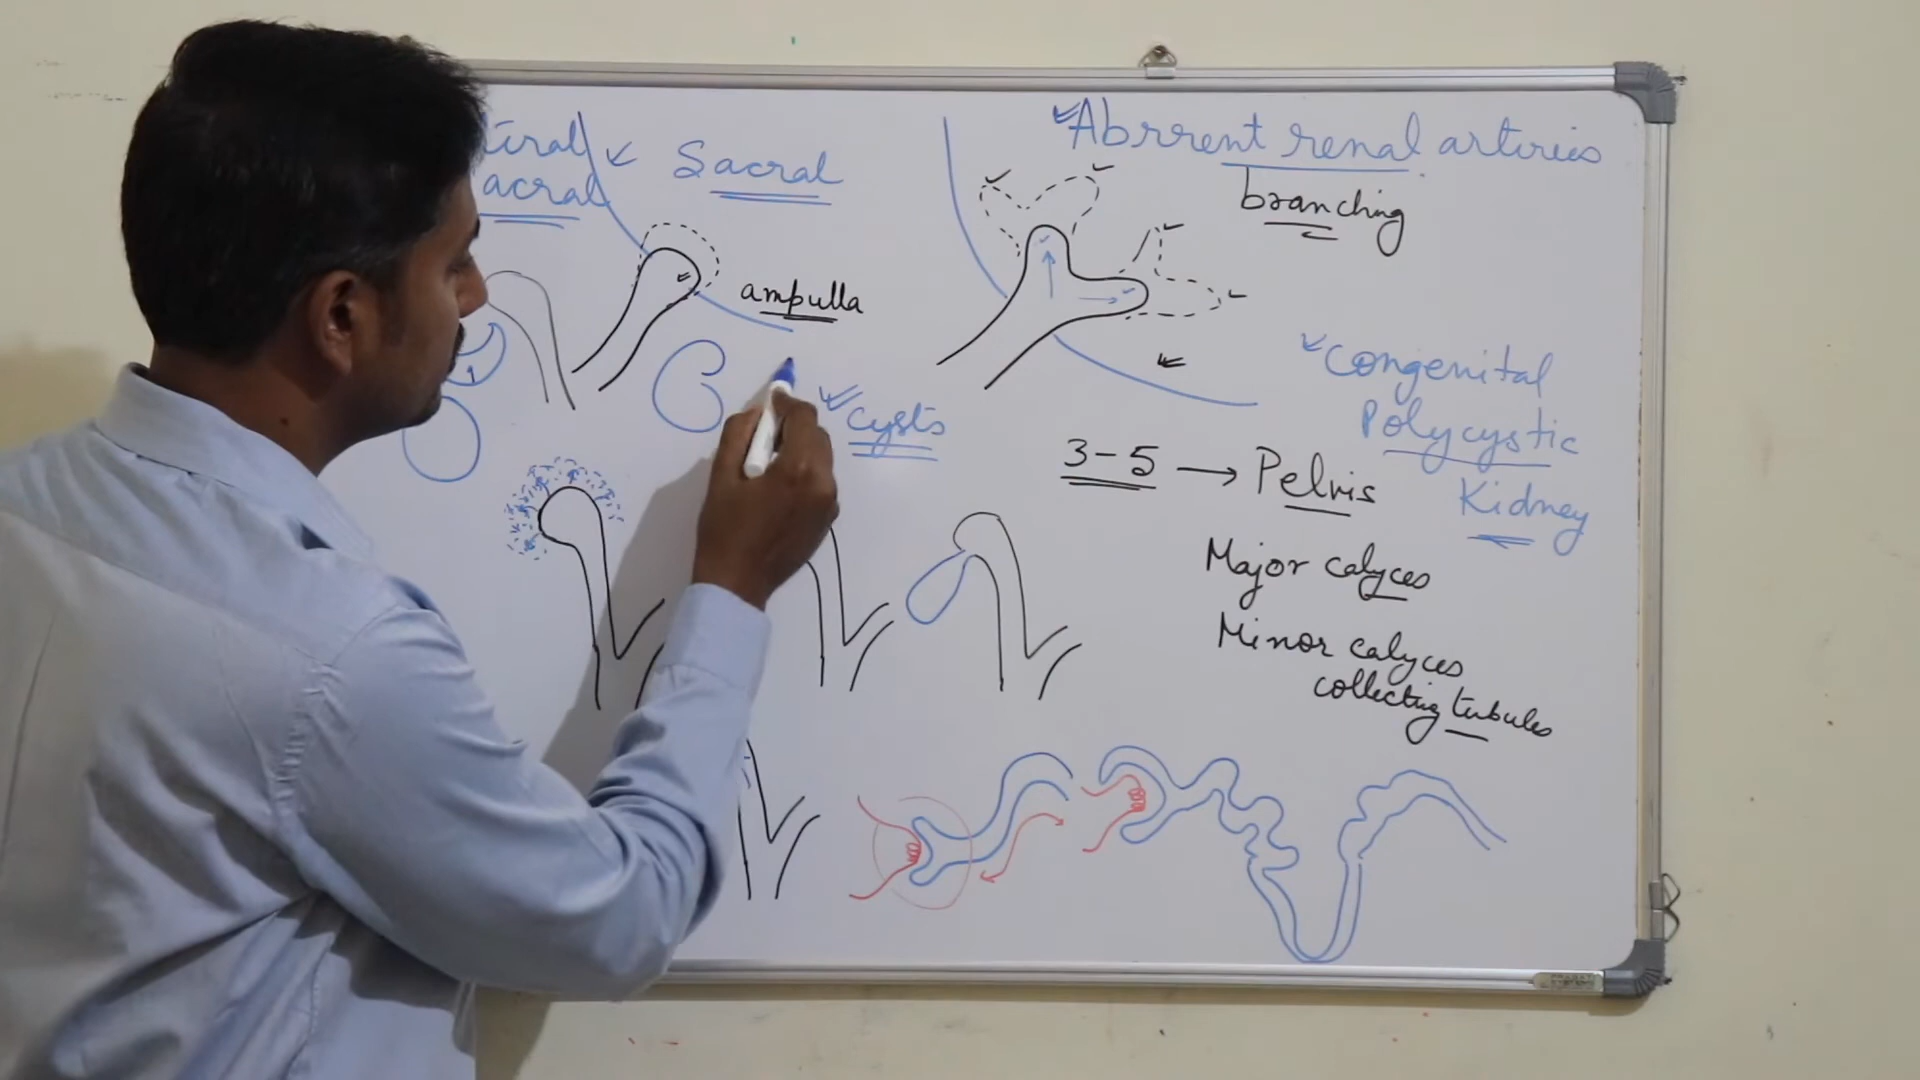 Sacral
acral
ampulla
cysts
Abrrent renal arteries
branching
Congenital
Polycystic
Kidney
3-5 → Pelvis
Major calyces
Minor calyces
collecting tubules